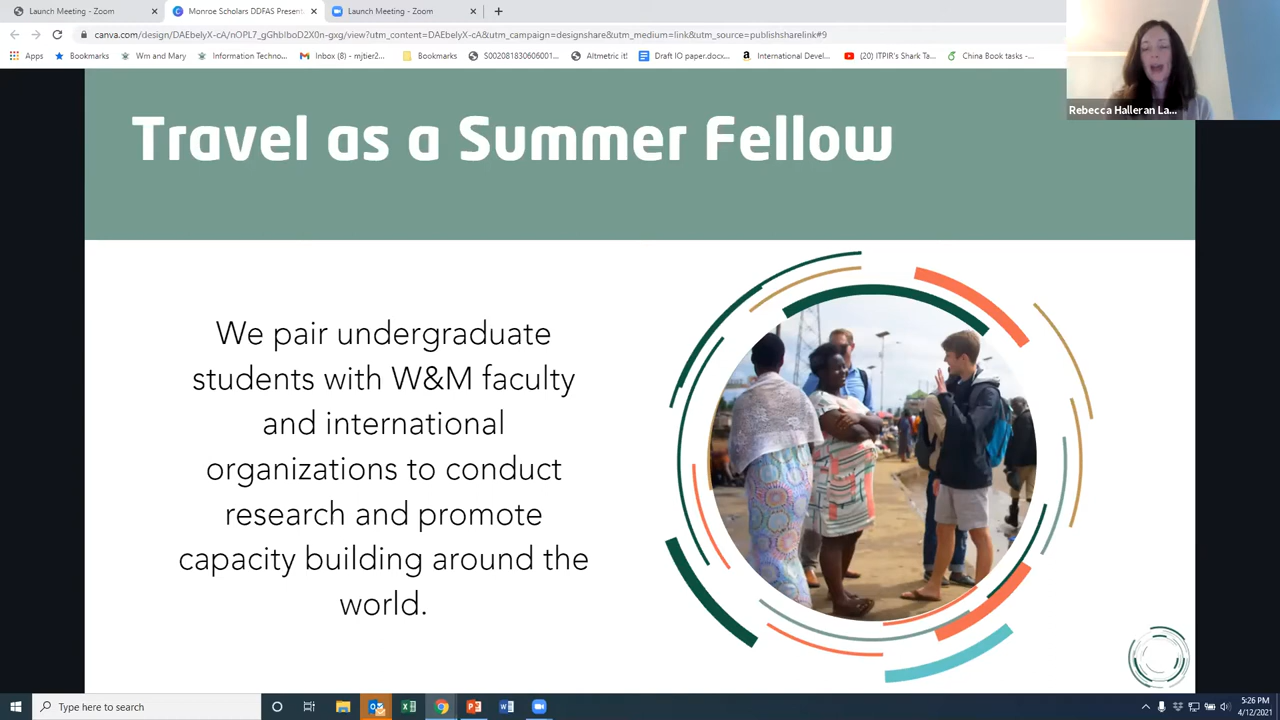 Launch Meeting - Zoom
Monroe Scholars DDFAS Present
Launch Meeting - Zoom
canva.com/design/DAEbelyX-cA/nOPL7_gGhbIboD2X0n-gxg/view?utm_content=DAEbelyX-cA&utm_campaign=designshare&utm_medium=link&utm_source=publishsharelink#9
Apps
Bookmarks
Wm and Mary
Information Techno...
Inbox (8) - mjtier2...
Bookmarks
S002081830606001...
Altmetric it!
Draft IO paper.docx...
International Devel...
(20) ITPIR's Shark Ta...
China Book tasks -...
Rebecca Halleran La...
Travel as a Summer Fellow
We pair undergraduate
students with W&M faculty
and international
organizations to conduct
research and promote
capacity building around the
world.
Type here to search
5:26 PM
4/12/2021